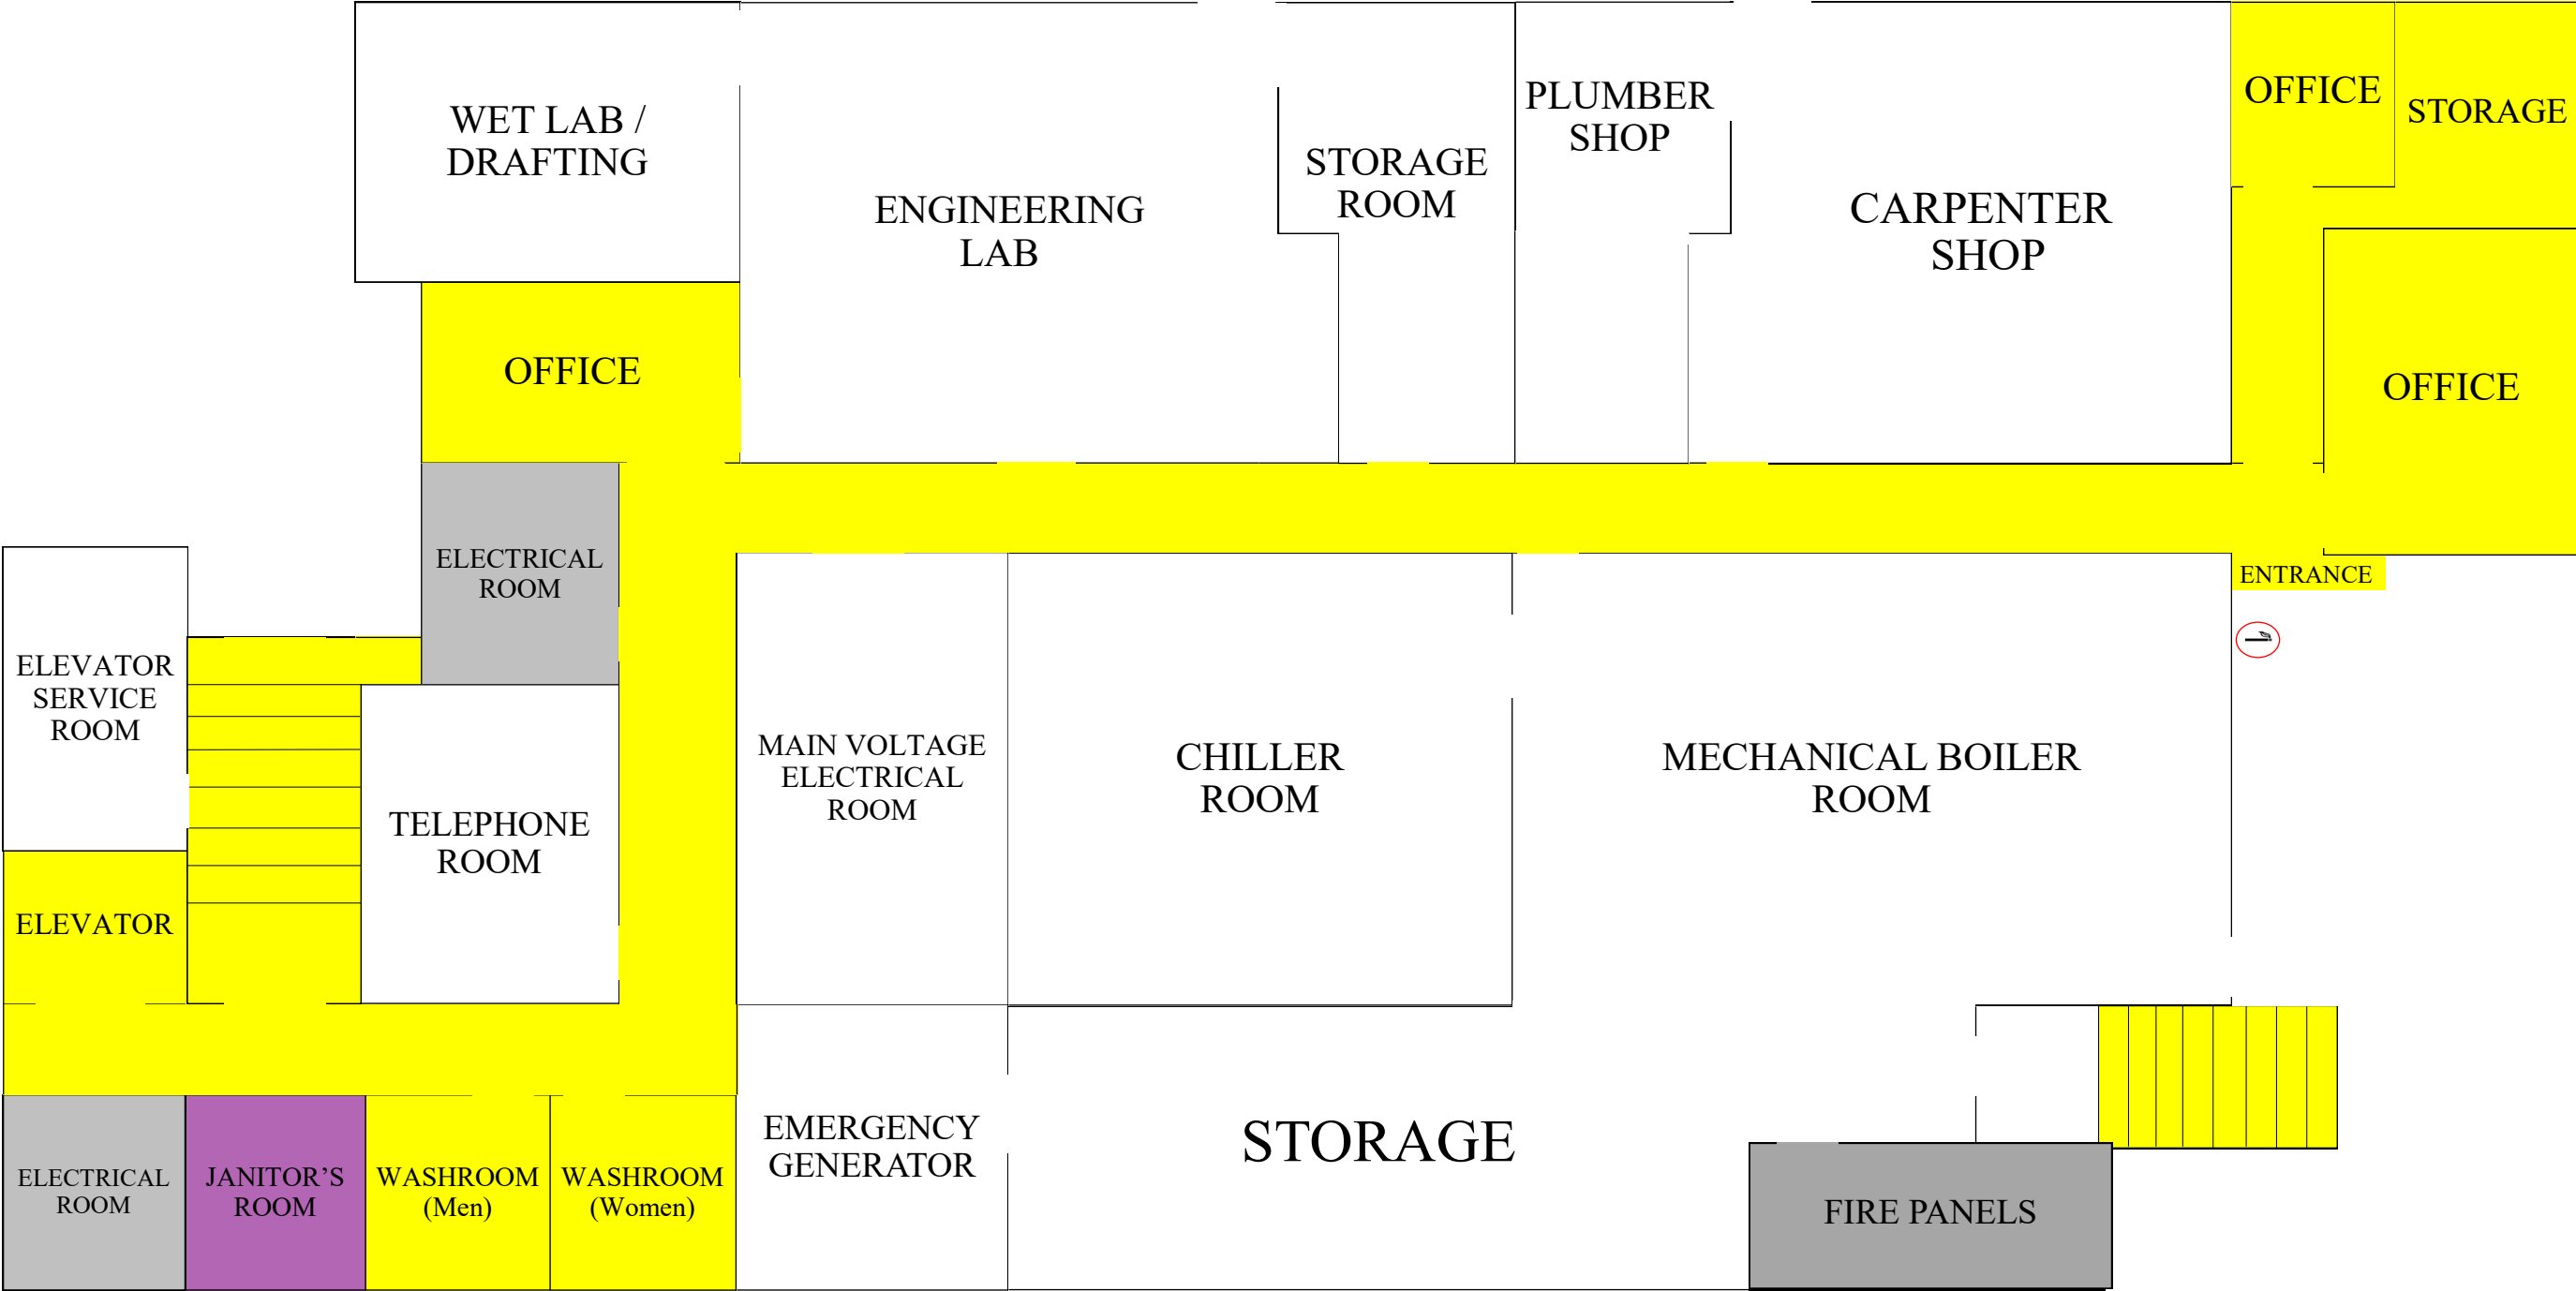 WET LAB /
DRAFTING
ENGINEERING
LAB
STORAGE
ROOM
PLUMBER
SHOP
CARPENTER
SHOP
OFFICE
STORAGE
OFFICE
OFFICE
ELECTRICAL
ROOM
ENTRANCE
ELEVATOR
SERVICE
ROOM
TELEPHONE
ROOM
MAIN VOLTAGE
ELECTRICAL
ROOM
CHILLER
ROOM
MECHANICAL BOILER
ROOM
ELEVATOR
ELECTRICAL
ROOM
JANITOR’S
ROOM
WASHROOM
(Men)
WASHROOM
(Women)
EMERGENCY
GENERATOR
STORAGE
FIRE PANELS